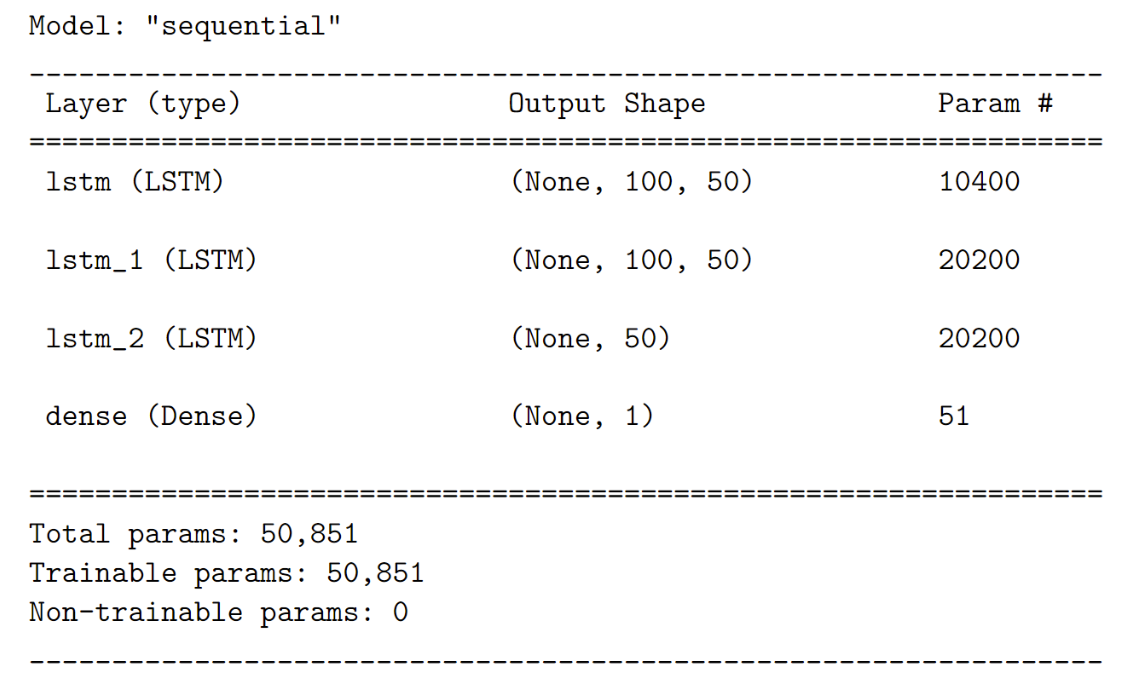 Model: "sequential"
_________________________________________________________________
Layer (type) Output Shape Param #
=================================================================
lstm (LSTM) (None, 100, 50) 10400
lstm_1 (LSTM) (None, 100, 50) 20200
lstm_2 (LSTM) (None, 50) 20200
dense (Dense) (None, 1) 51
=================================================================
Total params: 50,851
Trainable params: 50,851
Non-trainable params: 0
_________________________________________________________________